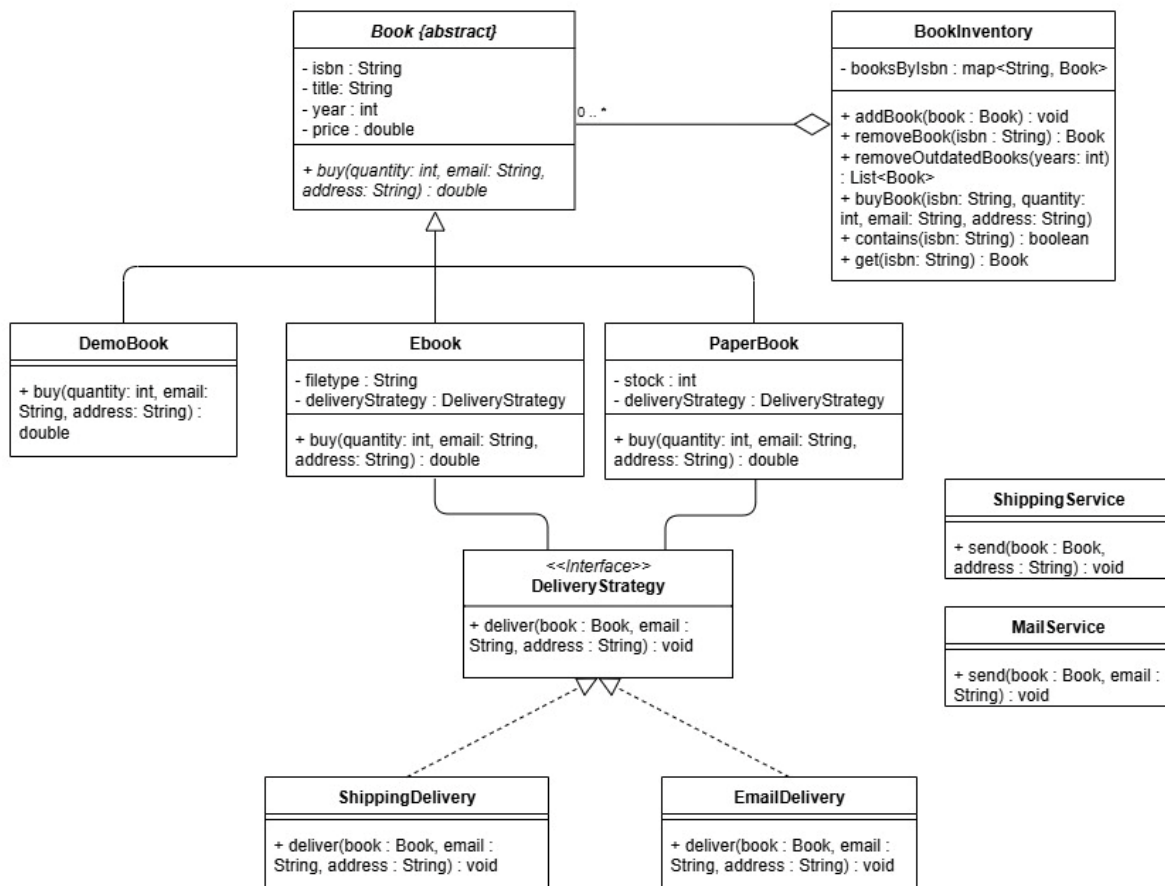 Book {abstract}
- isbn : String
- title: String
- year : int
- price : double
+ buy(quantity: int, email: String,
address: String) : double
0 .. *
BookInventory
- booksByIsbn : map<String, Book>
+ addBook(book : Book) : void
+ removeBook(isbn : String) : Book
+ removeOutdatedBooks(years: int)
: List<Book>
+ buyBook(isbn: String, quantity:
int, email: String, address: String)
+ contains(isbn: String) : boolean
+ get(isbn: String) : Book
DemoBook
+ buy(quantity: int, email:
String, address: String) :
double
Ebook
- filetype : String
- deliveryStrategy : DeliveryStrategy
+ buy(quantity: int, email: String,
address: String) : double
PaperBook
- stock : int
- deliveryStrategy : DeliveryStrategy
+ buy(quantity: int, email: String,
address: String) : double
ShippingService
+ send(book : Book,
address : String) : void
<<Interface>>
DeliveryStrategy
+ deliver(book : Book, email :
String, address : String) : void
MailService
+ send(book : Book, email :
String) : void
ShippingDelivery
+ deliver(book : Book, email :
String, address : String) : void
EmailDelivery
+ deliver(book : Book, email :
String, address : String) : void